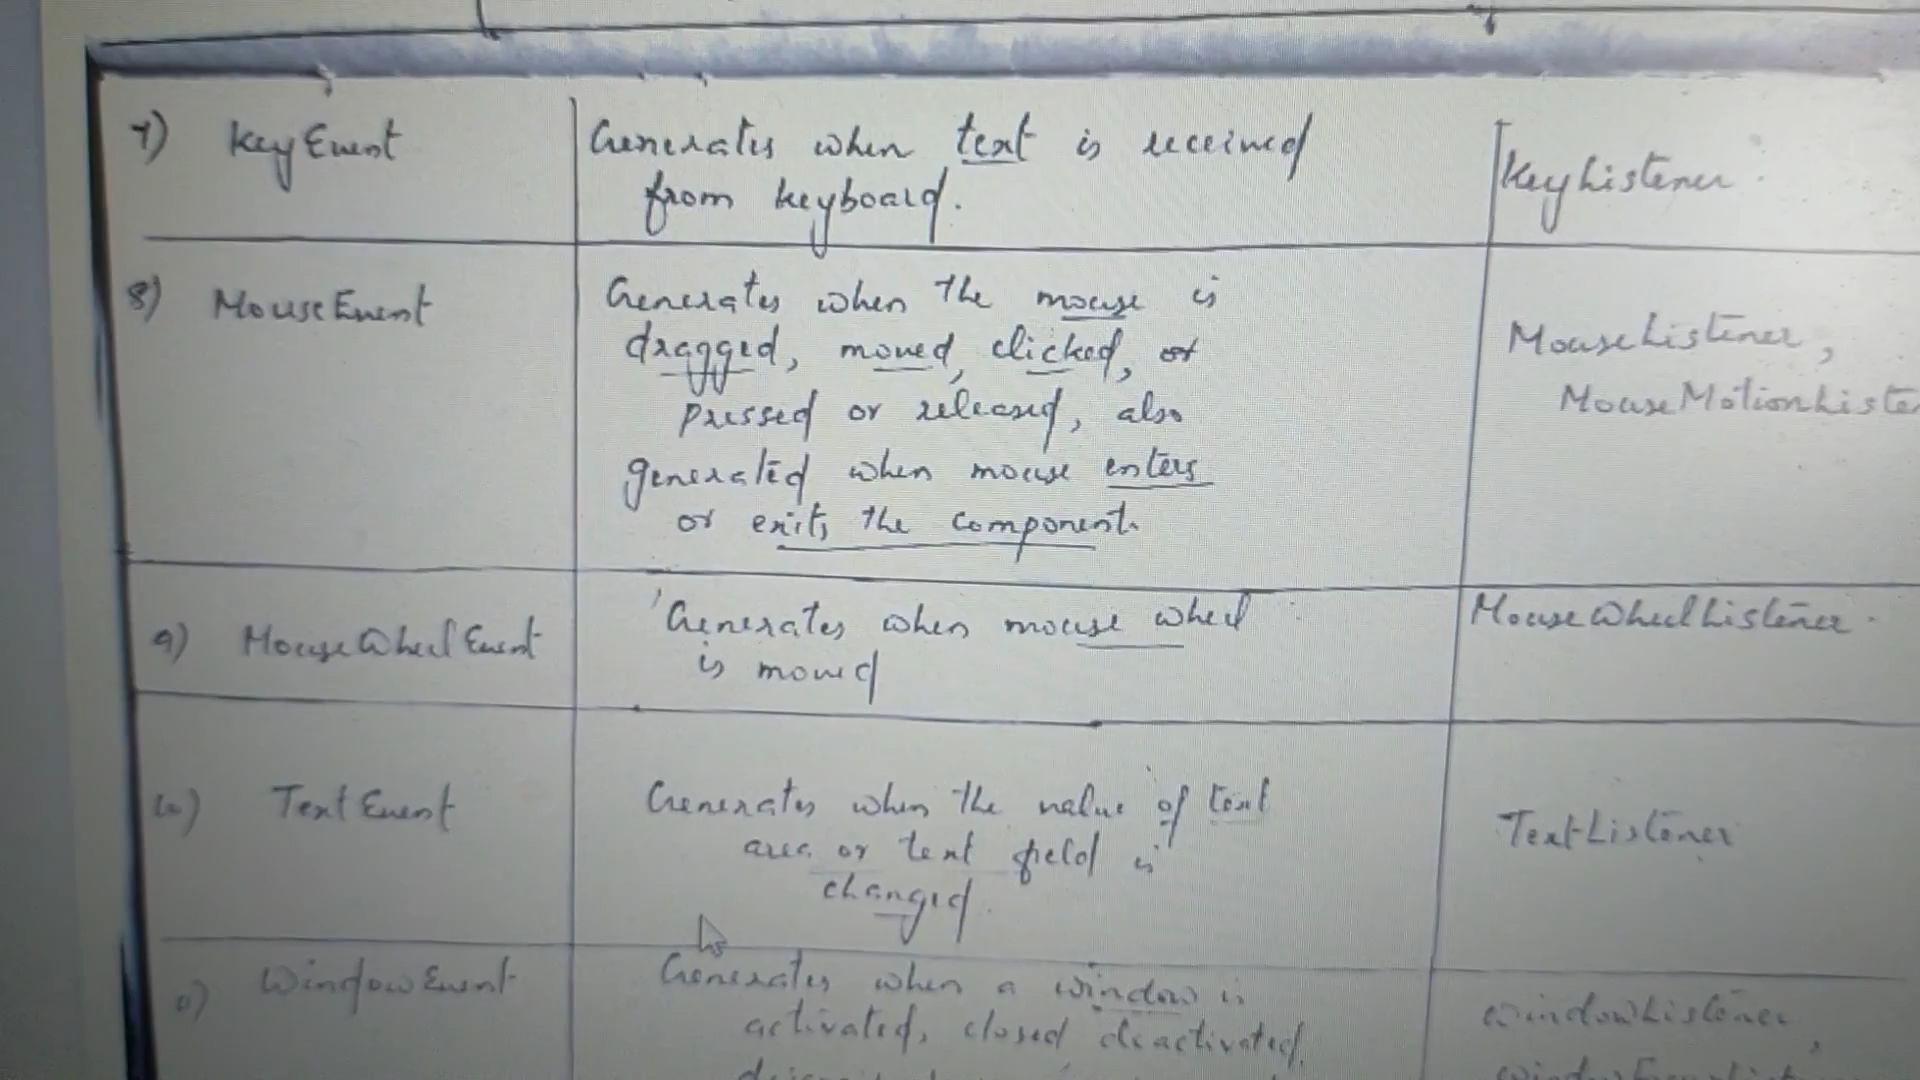 7) KeyEvent
Generates when text is received
from keyboard.
KeyListener
8) MouseEvent
Generates when the mouse is
dragged, moved, clicked, or
pressed or released, also
generated when mouse enters
or exits the component.
MouseListener,
MouseMotionListe
9) MouseWheelEvent
Generates when mouse wheel
is moved
MouseWheelListener.
10) TextEvent
Generates when the value of text
area or text field is
changed.
TextListener
WindowEvent
Generates when a window is
activated, closed deactivated,
WindowListener,